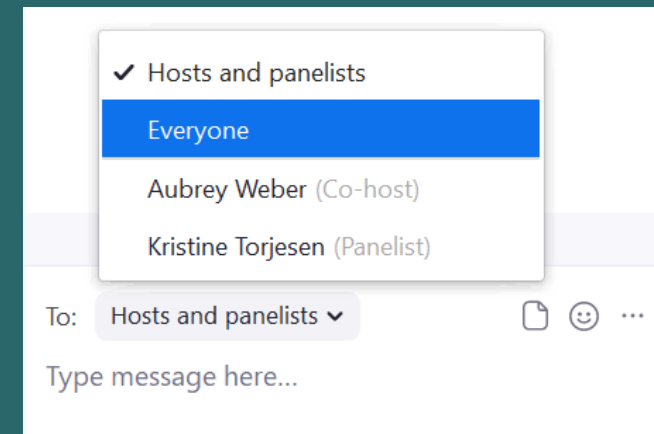 Hosts and panelists
Everyone
Aubrey Weber (Co-host)
Kristine Torjesen (Panelist)
To: Hosts and panelists
Type message here...